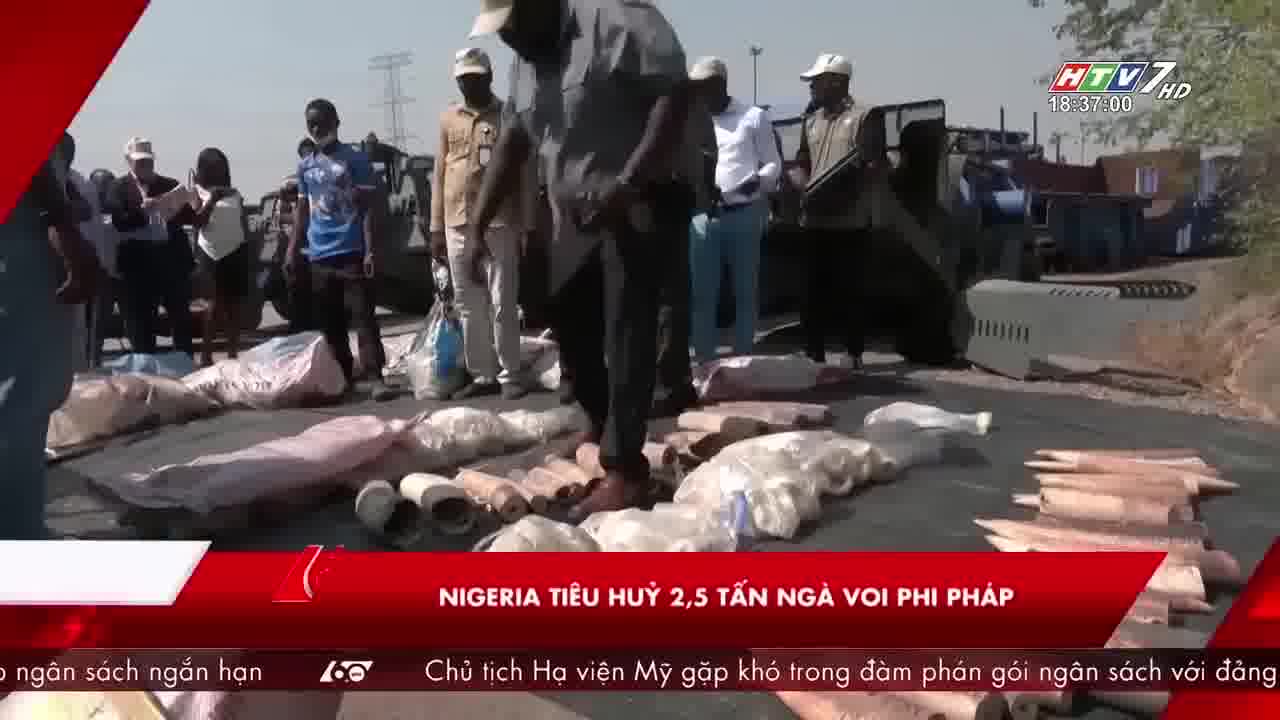 HTV7 HD
18:37:00
NIGERIA TIÊU HUỶ 2,5 TẤN NGÀ VOI PHI PHÁP
ngân sách ngắn hạn 60 Chủ tịch Hạ viện Mỹ gặp khó trong đàm phán gói ngân sách với đảng